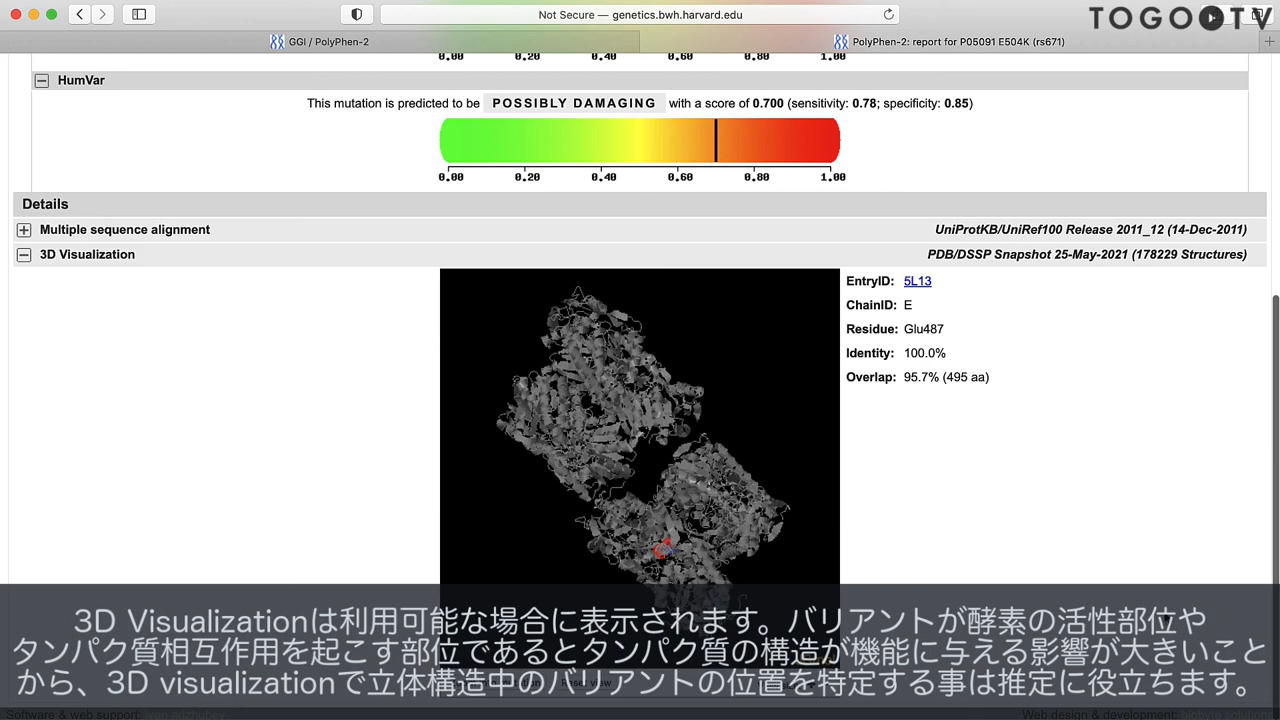 Not Secure — genetics.bwh.harvard.edu
TOGOTV
GGI / PolyPhen-2
PolyPhen-2: report for P05091 E504K (rs671)
0.00 0.20 0.40 0.60 0.80 1.00
HumVar
This mutation is predicted to be POSSIBLY DAMAGING with a score of 0.700 (sensitivity: 0.78; specificity: 0.85)
0.00 0.20 0.40 0.60 0.80 1.00
Details
Multiple sequence alignment UniProtKB/UniRef100 Release 2011_12 (14-Dec-2011)
3D Visualization PDB/DSSP Snapshot 25-May-2021 (178229 Structures)
EntryID: 5L13
ChainID: E
Residue: Glu487
Identity: 100.0%
Overlap: 95.7% (495 aa)
3D Visualizationは利用可能な場合に表示されます。バリアントが酵素の活性部位や
タンパク質相互作用を起こす部位であるとタンパク質の構造が機能に与える影響が大きいこと
から、3D visualizationで立体構造中のバリアントの位置を特定する事は推定に役立ちます。
Software & web support: ivan adzhubey
Web design & development: biobyte solutions